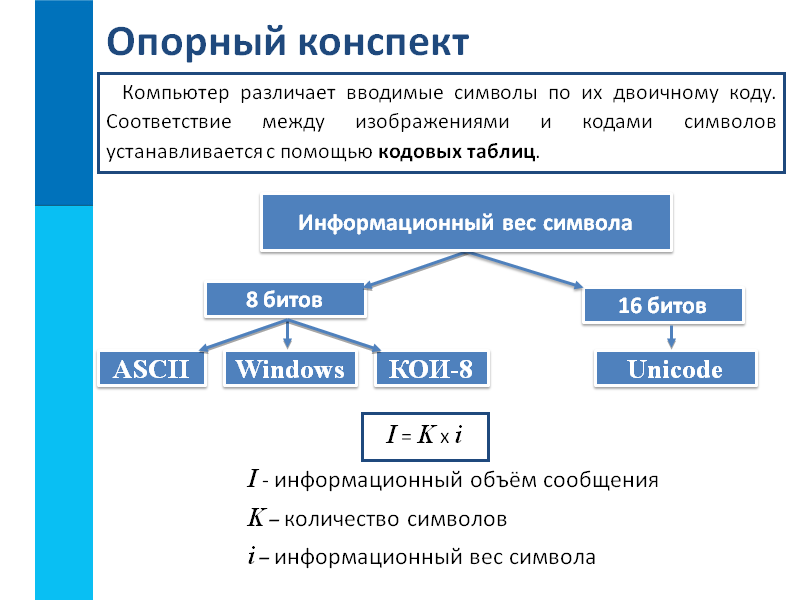 Опорный конспект
Компьютер различает вводимые символы по их двоичному коду.
Соответствие между изображениями и кодами символов
устанавливается с помощью кодовых таблиц.
Информационный вес символа
8 битов
16 битов
ASCII Windows КОИ-8 Unicode
I = K x i
I - информационный объём сообщения
K – количество символов
i – информационный вес символа